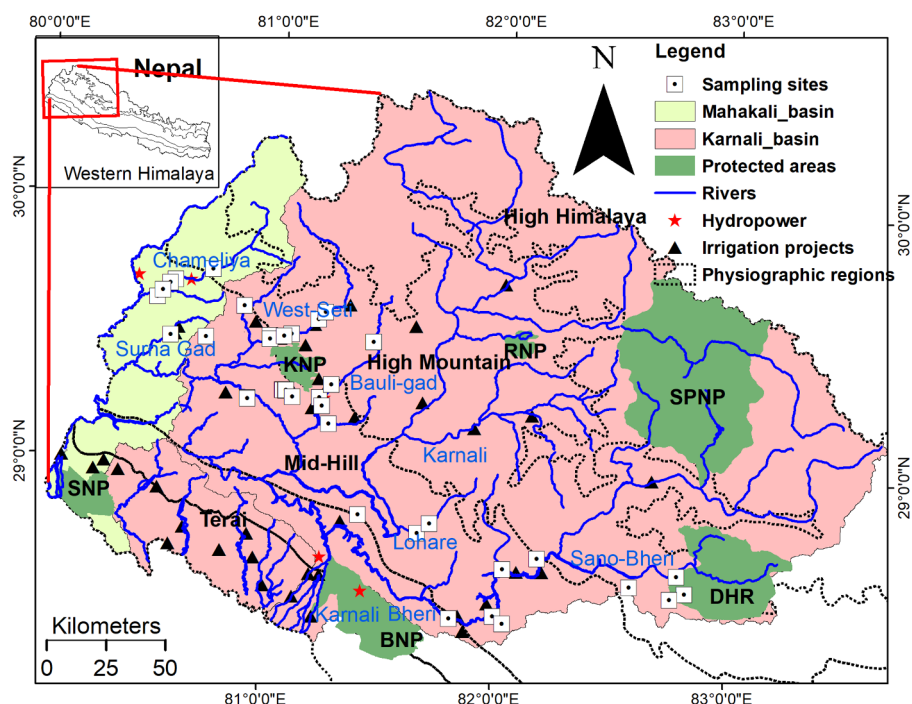 80°0'0"E 81°0'0"E 82°0'0"E 83°0'0"E
Nepal
Western Himalaya
N
Legend
Sampling sites
Mahakali_basin
Karnali_basin
Protected areas
Rivers
Hydropower
Irrigation projects
Physiographic regions
30°0'0"N
30°0'0"N
High Himalaya
Chameliya
West-Seti
Surna Gad
KNP
High Mountain
RNP
Bauli-gad
SPNP
29°0'0"N
Karnali
Mid-Hill
29°0'0"N
SNP
Terai
Lohare
Sano-Bheri
DHR
Karnali Bheri
BNP
Kilometers
0 25 50
81°0'0"E 82°0'0"E 83°0'0"E